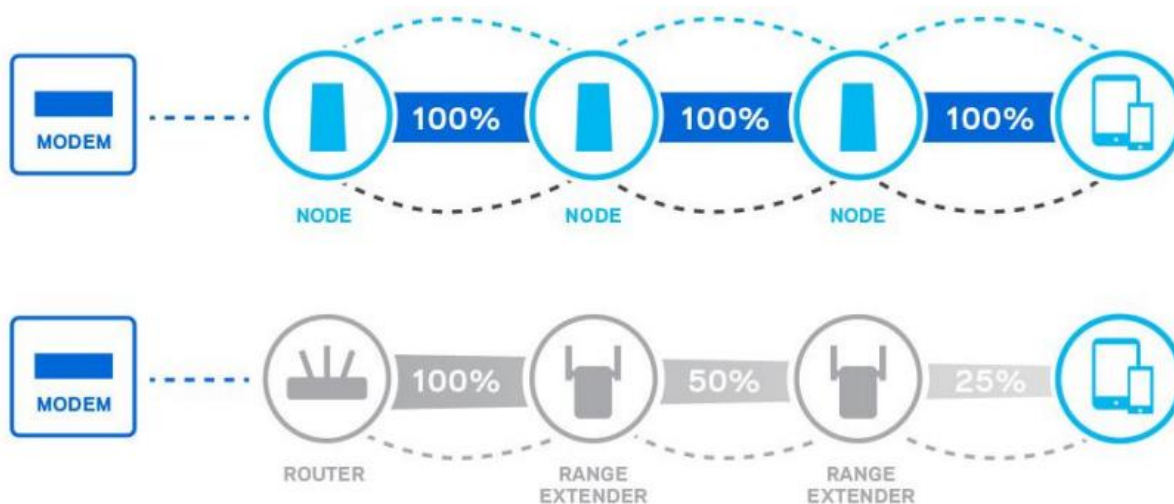 MODEM
100%
100%
100%
NODE
NODE
NODE
MODEM
100%
50%
25%
ROUTER
RANGE
EXTENDER
RANGE
EXTENDER